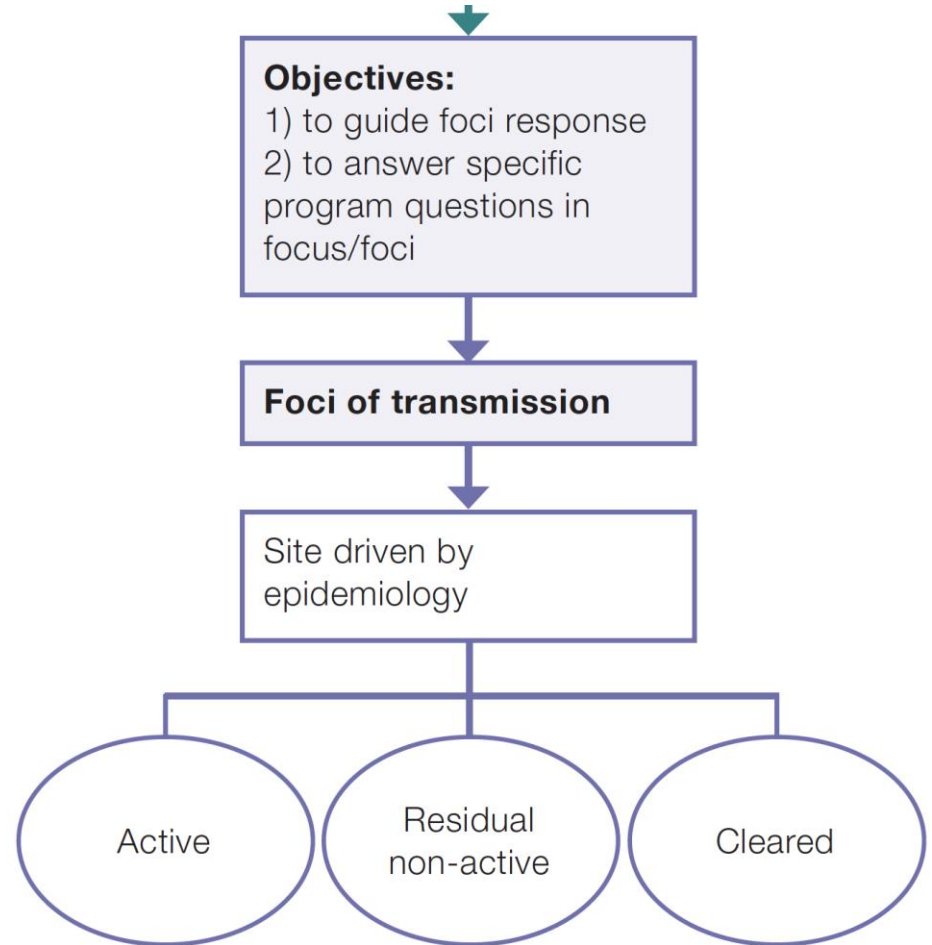 Objectives:
1) to guide foci response
2) to answer specific
program questions in
focus/foci
Foci of transmission
Site driven by
epidemiology
Active
Residual
non-active
Cleared